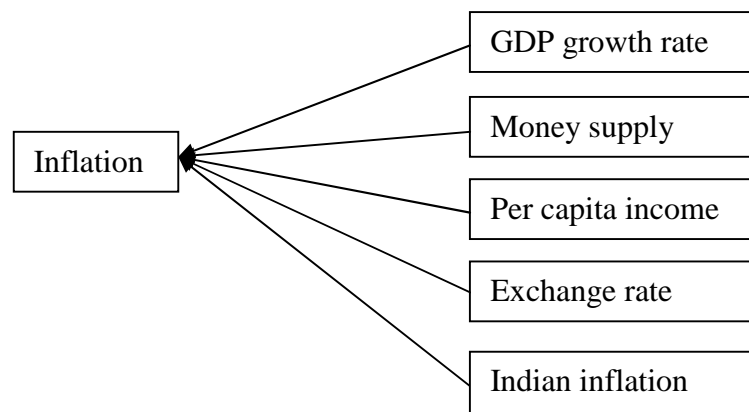 GDP growth rate
Money supply
Inflation
Per capita income
Exchange rate
Indian inflation